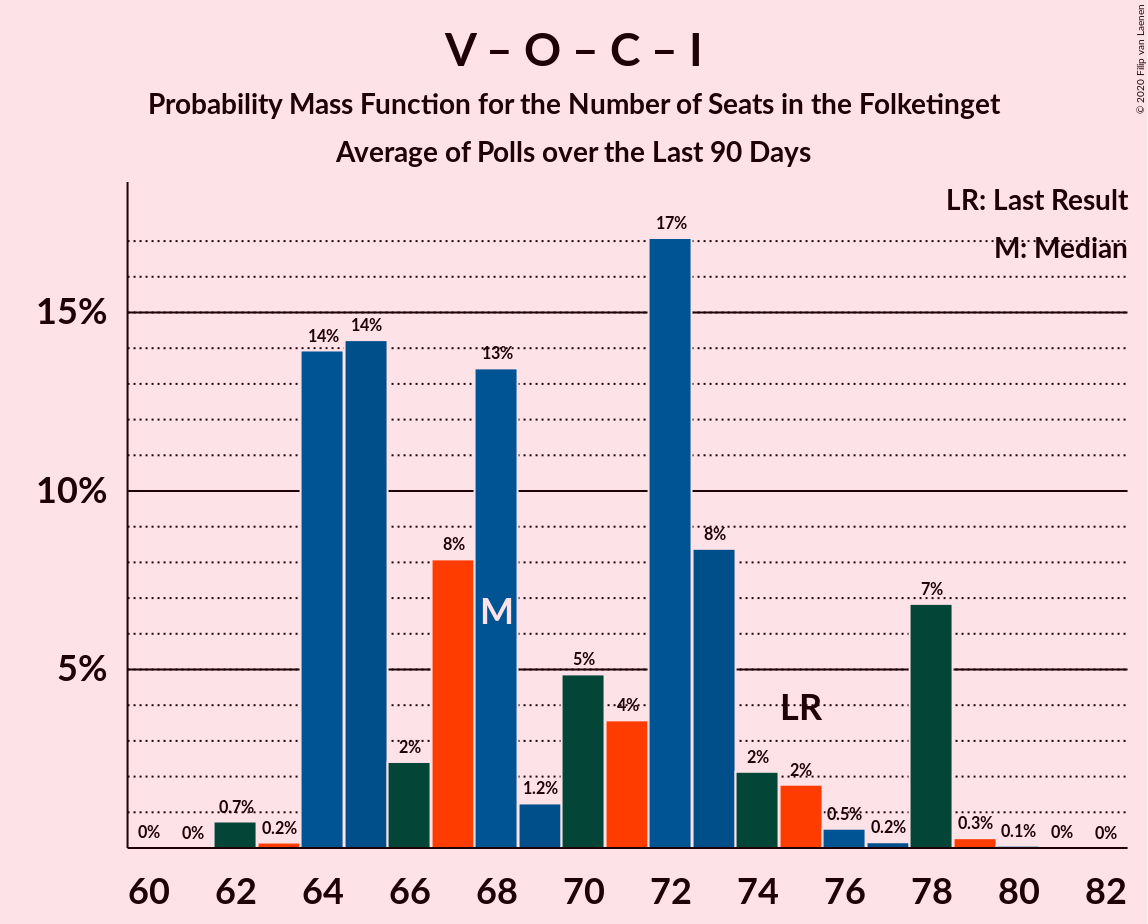 V – O – C – I
Probability Mass Function for the Number of Seats in the Folketinget
Average of Polls over the Last 90 Days
© 2020 Filip van Laenen
LR: Last Result
M: Median
15%
10%
5%
0%
0%
0.7%
0.2%
14%
14%
2%
8%
13%
1.2%
5%
4%
17%
8%
2%
2%
0.5%
0.2%
7%
0.3%
0.1%
0%
0%
M
LR
60 62 64 66 68 70 72 74 76 78 80 82